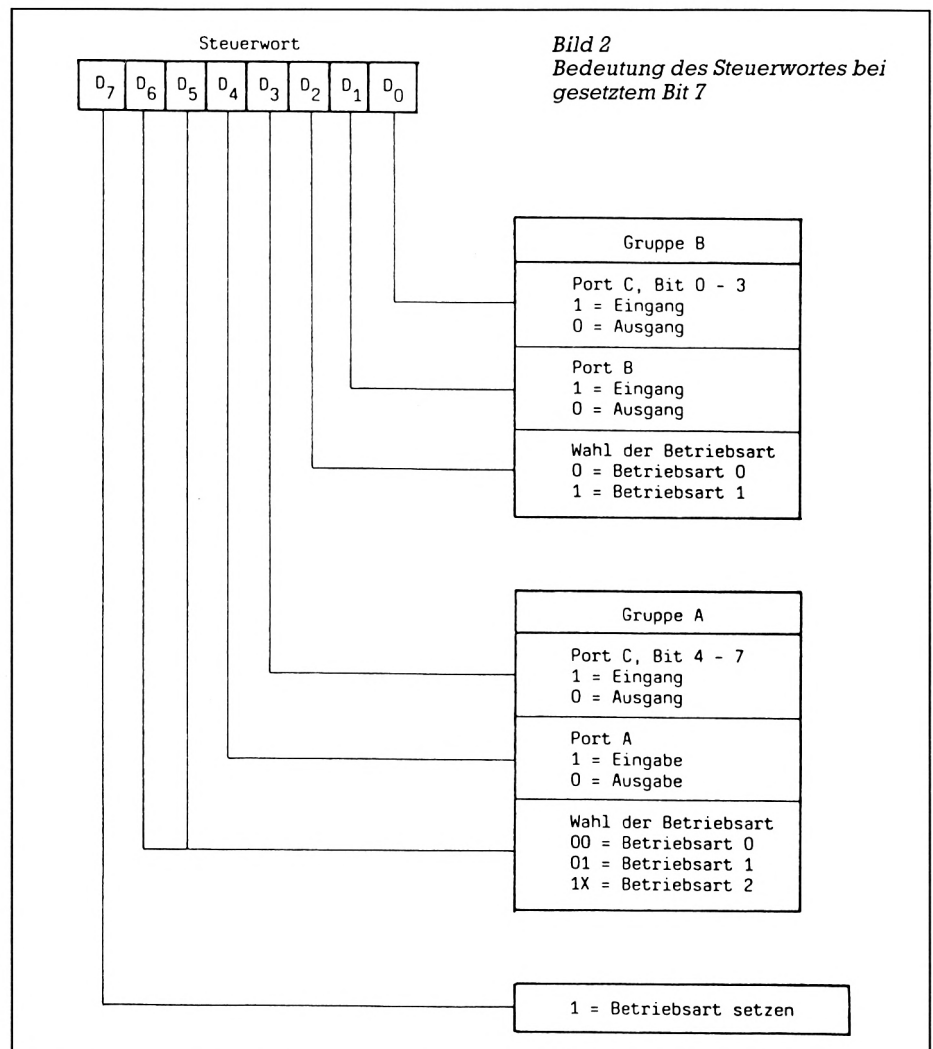 Steuerwort
D7 D6 D5 D4 D3 D2 D1 D0
Bild 2
Bedeutung des Steuerwortes bei
gesetztem Bit 7
Gruppe B
Port C, Bit 0 - 3
1 = Eingang
0 = Ausgang
Port B
1 = Eingang
0 = Ausgang
Wahl der Betriebsart
0 = Betriebsart 0
1 = Betriebsart 1
Gruppe A
Port C, Bit 4 - 7
1 = Eingang
0 = Ausgang
Port A
1 = Eingabe
0 = Ausgabe
Wahl der Betriebsart
00 = Betriebsart 0
01 = Betriebsart 1
1X = Betriebsart 2
1 = Betriebsart setzen